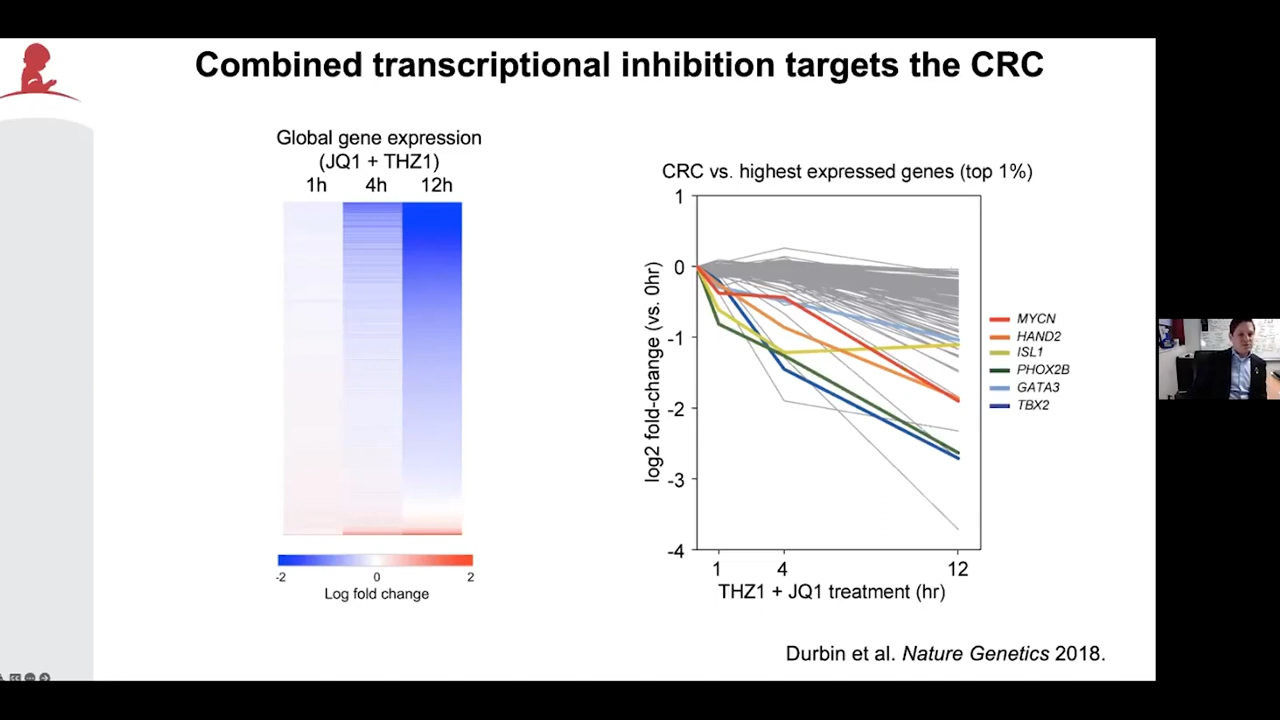 Combined transcriptional inhibition targets the CRC
Global gene expression
(JQ1 + THZ1)
1h 4h 12h
-2 0 2
Log fold change
CRC vs. highest expressed genes (top 1%)
log2 fold-change (vs. 0hr)
1
0
-1
-2
-3
-4
1 4 12
THZ1 + JQ1 treatment (hr)
MYCN
HAND2
ISL1
PHOX2B
GATA3
TBX2
Durbin et al. Nature Genetics 2018.